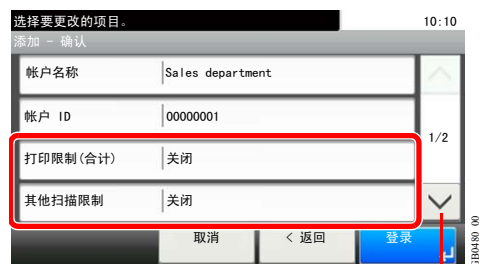 选择要更改的项目。 10:10
添加 - 确认
帐户名称 Sales department
帐户 ID 00000001
1/2
打印限制(合计) 关闭
其他扫描限制 关闭
取消 < 返回 登录